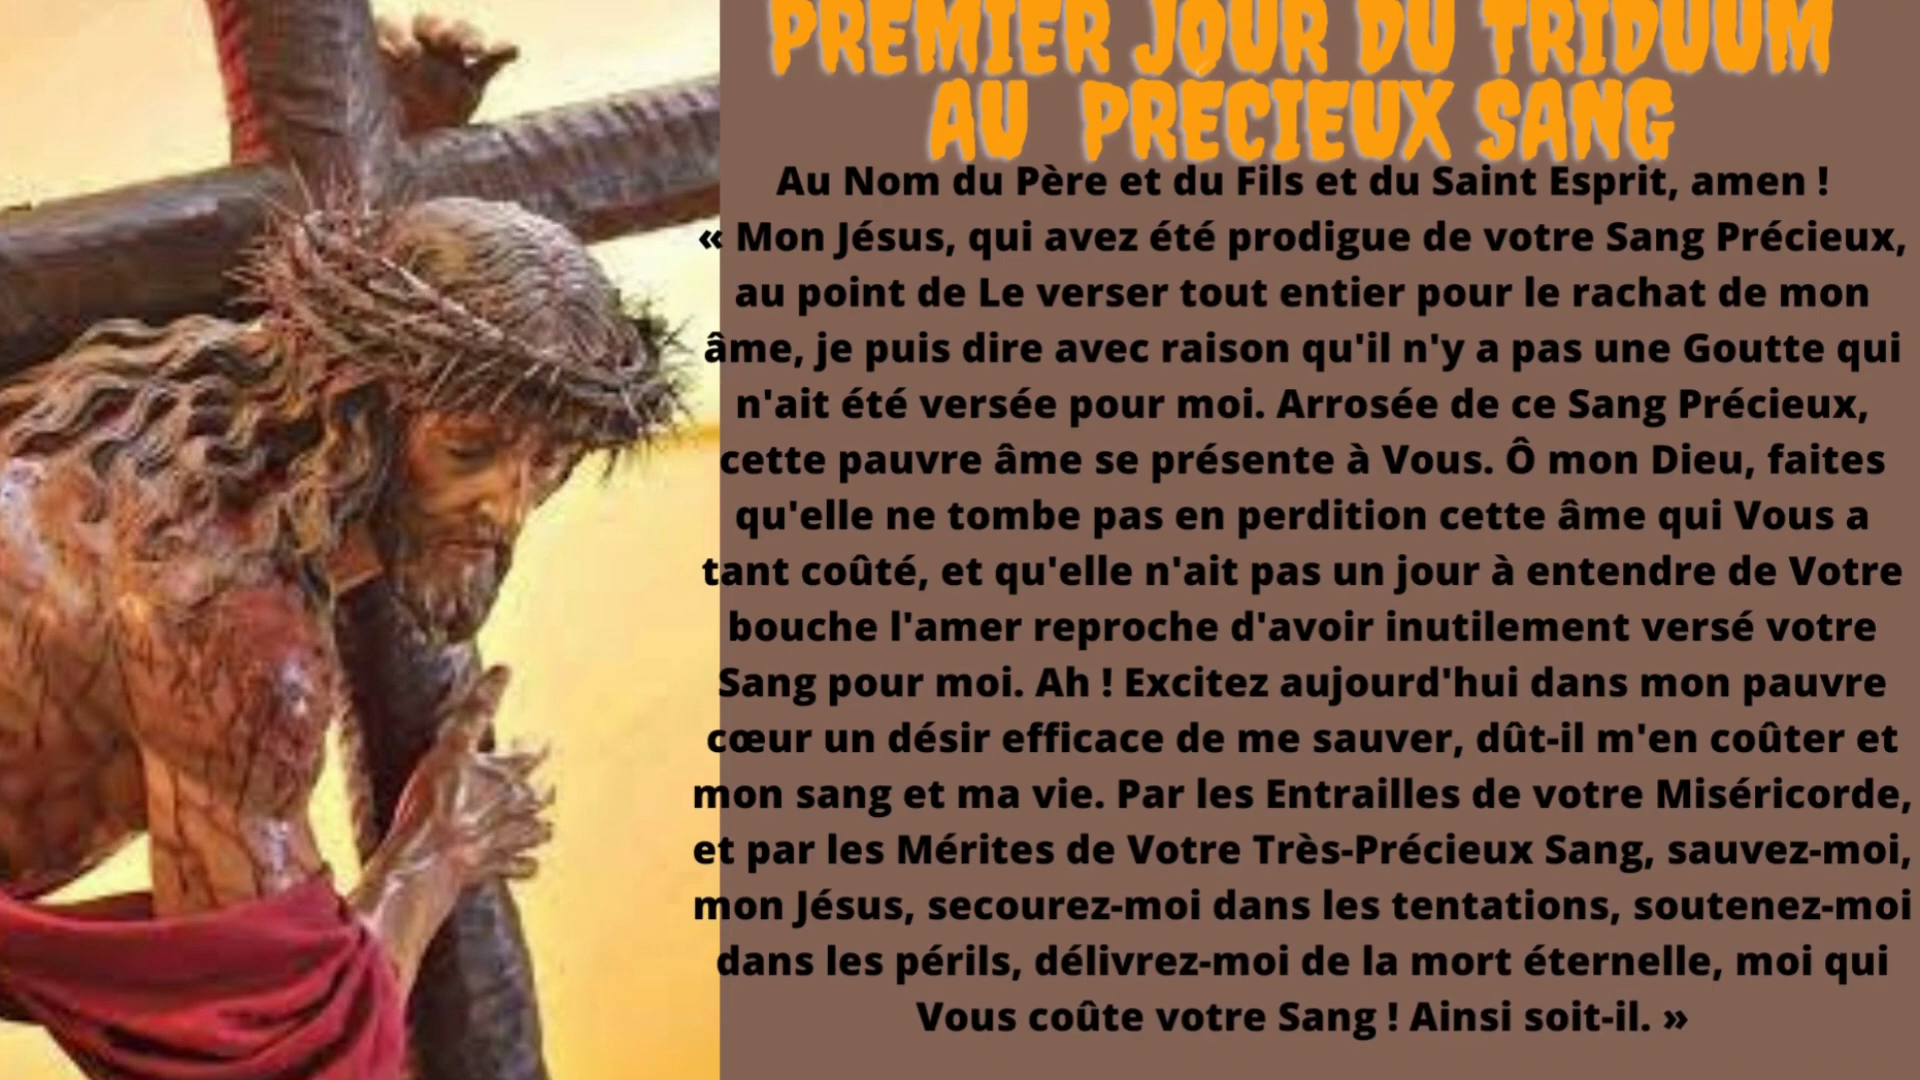 PREMIER JOUR DU TRIDUUM
AU PRÉCIEUX SANG
Au Nom du Père et du Fils et du Saint Esprit, amen !
« Mon Jésus, qui avez été prodigue de votre Sang Précieux,
au point de Le verser tout entier pour le rachat de mon
âme, je puis dire avec raison qu'il n'y a pas une Goutte qui
n'ait été versée pour moi. Arrosée de ce Sang Précieux,
cette pauvre âme se présente à Vous. Ô mon Dieu, faites
qu'elle ne tombe pas en perdition cette âme qui Vous a
tant coûté, et qu'elle n'ait pas un jour à entendre de Votre
bouche l'amer reproche d'avoir inutilement versé votre
Sang pour moi. Ah ! Excitez aujourd'hui dans mon pauvre
cœur un désir efficace de me sauver, dût-il m'en coûter et
mon sang et ma vie. Par les Entrailles de votre Miséricorde,
et par les Mérites de Votre Très-Précieux Sang, sauvez-moi,
mon Jésus, secourez-moi dans les tentations, soutenez-moi
dans les périls, délivrez-moi de la mort éternelle, moi qui
Vous coûte votre Sang ! Ainsi soit-il. »